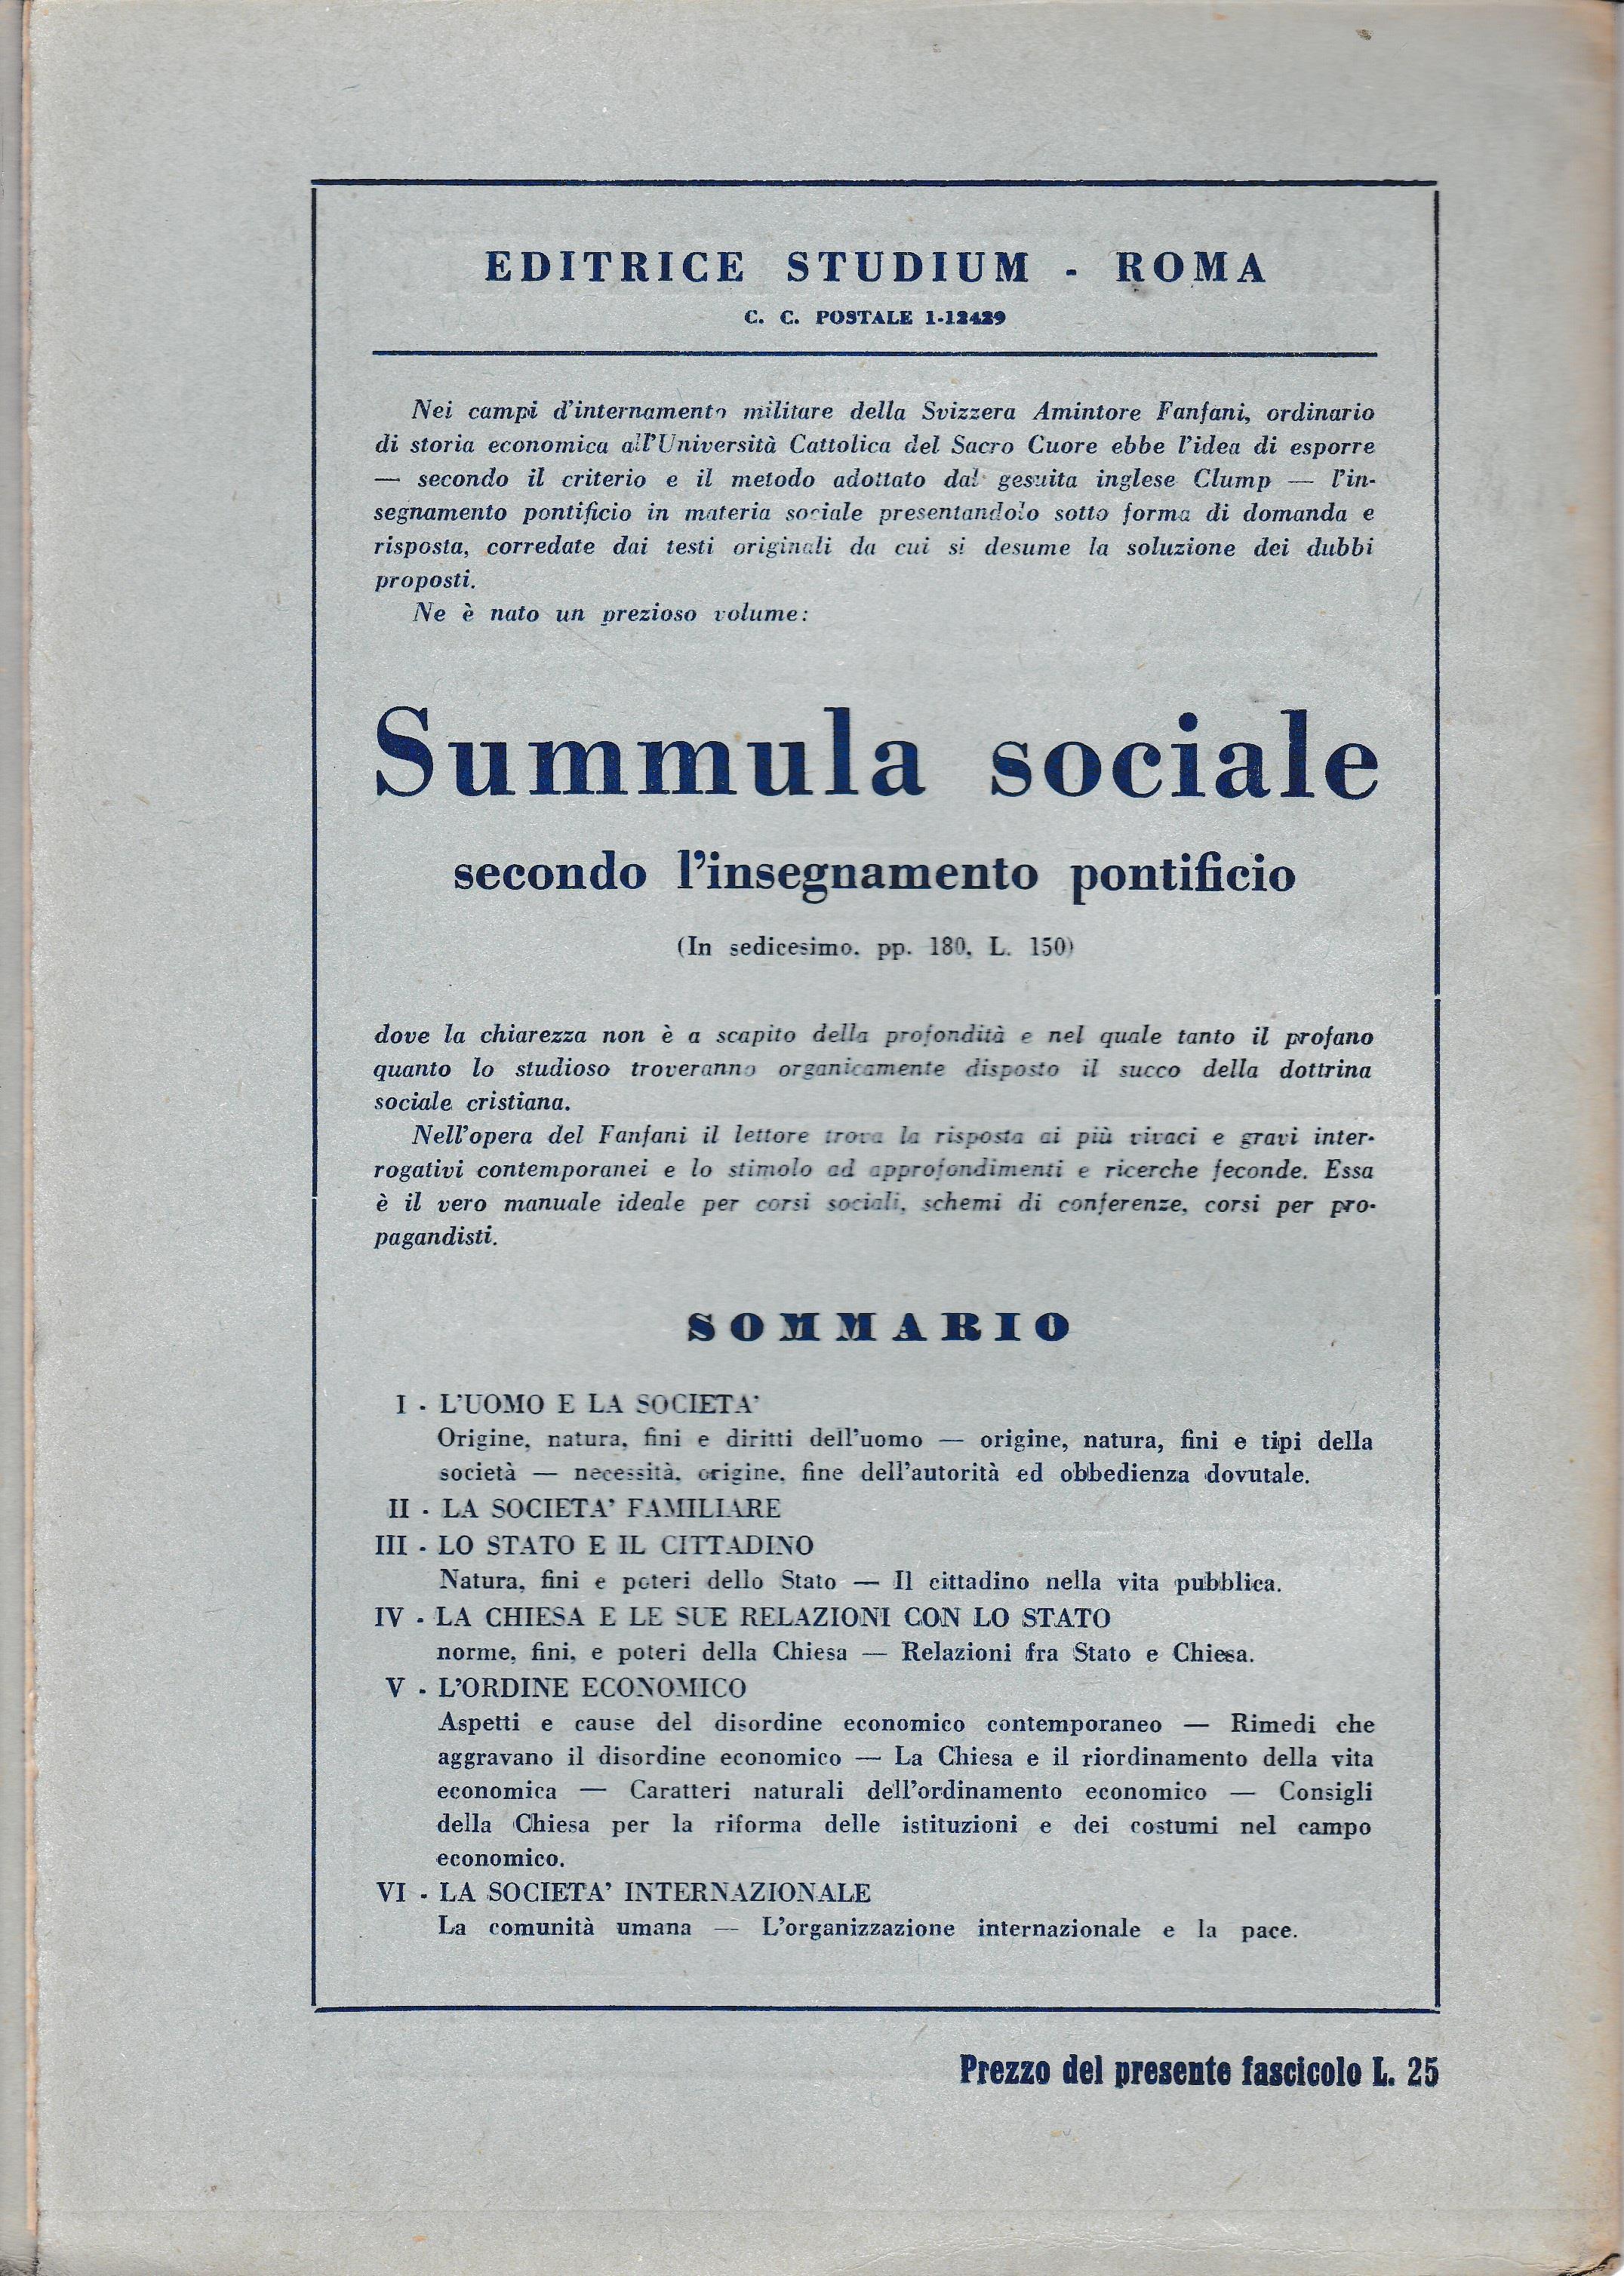 EDITRICE STUDIUM - ROMA
C. C. POSTALE 1-12429
Nei campi d'internamento militare della Svizzera Amintore Fanfani, ordinario
di storia economica all'Università Cattolica del Sacro Cuore ebbe l'idea di esporre
— secondo il criterio e il metodo adottato dal gesuita inglese Clump — l'in-
segnamento pontificio in materia sociale presentandolo sotto forma di domanda e
risposta, corredate dai testi originali da cui si desume la soluzione dei dubbi
proposti.
Ne è nato un prezioso volume:
Summula sociale
secondo l'insegnamento pontificio
(In sedicesimo, pp. 180, L. 150)
dove la chiarezza non è a scapito della profondità e nel quale tanto il profano
quanto lo studioso troveranno organicamente disposto il succo della dottrina
sociale cristiana.
Nell'opera del Fanfani il lettore trova la risposta ai più vivaci e gravi inter-
rogativi contemporanei e lo stimolo ad approfondimenti e ricerche feconde. Essa
è il vero manuale ideale per corsi sociali, schemi di conferenze, corsi per pro-
pagandisti.
SOMMARIO
I - L'UOMO E LA SOCIETA'
Origine, natura, fini e diritti dell'uomo — origine, natura, fini e tipi della
società — necessità, origine, fine dell'autorità ed obbedienza dovutale.
II - LA SOCIETA' FAMILIARE
III - LO STATO E IL CITTADINO
Natura, fini e poteri dello Stato — Il cittadino nella vita pubblica.
IV - LA CHIESA E LE SUE RELAZIONI CON LO STATO
norme, fini, e poteri della Chiesa — Relazioni fra Stato e Chiesa.
V - L'ORDINE ECONOMICO
Aspetti e cause del disordine economico contemporaneo — Rimedi che
aggravano il disordine economico — La Chiesa e il riordinamento della vita
economica — Caratteri naturali dell'ordinamento economico — Consigli
della Chiesa per la riforma delle istituzioni e dei costumi nel campo
economico.
VI - LA SOCIETA' INTERNAZIONALE
La comunità umana — L'organizzazione internazionale e la pace.
Prezzo del presente fascicolo L. 25